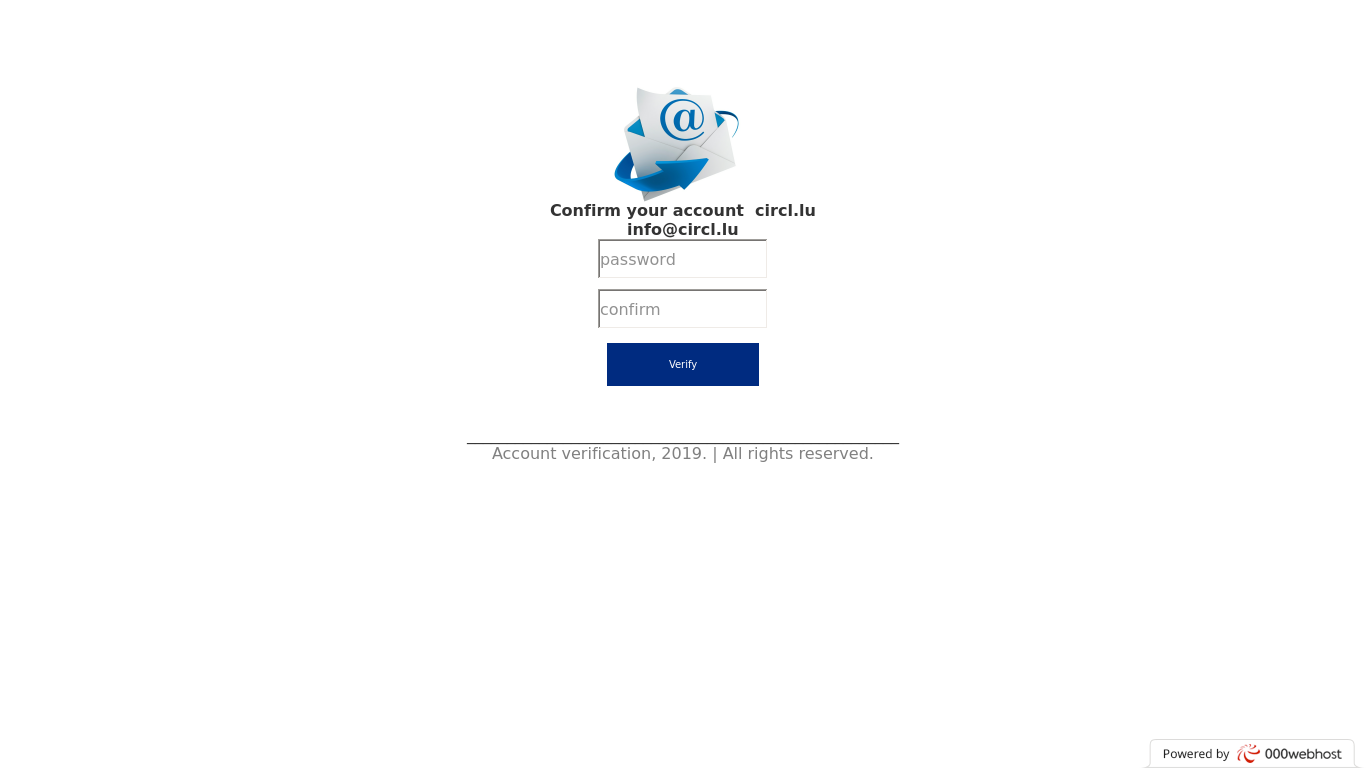 @
Confirm your account  circl.lu
info@circl.lu
password
confirm
Verify
Account verification, 2019. | All rights reserved.
Powered by 000webhost